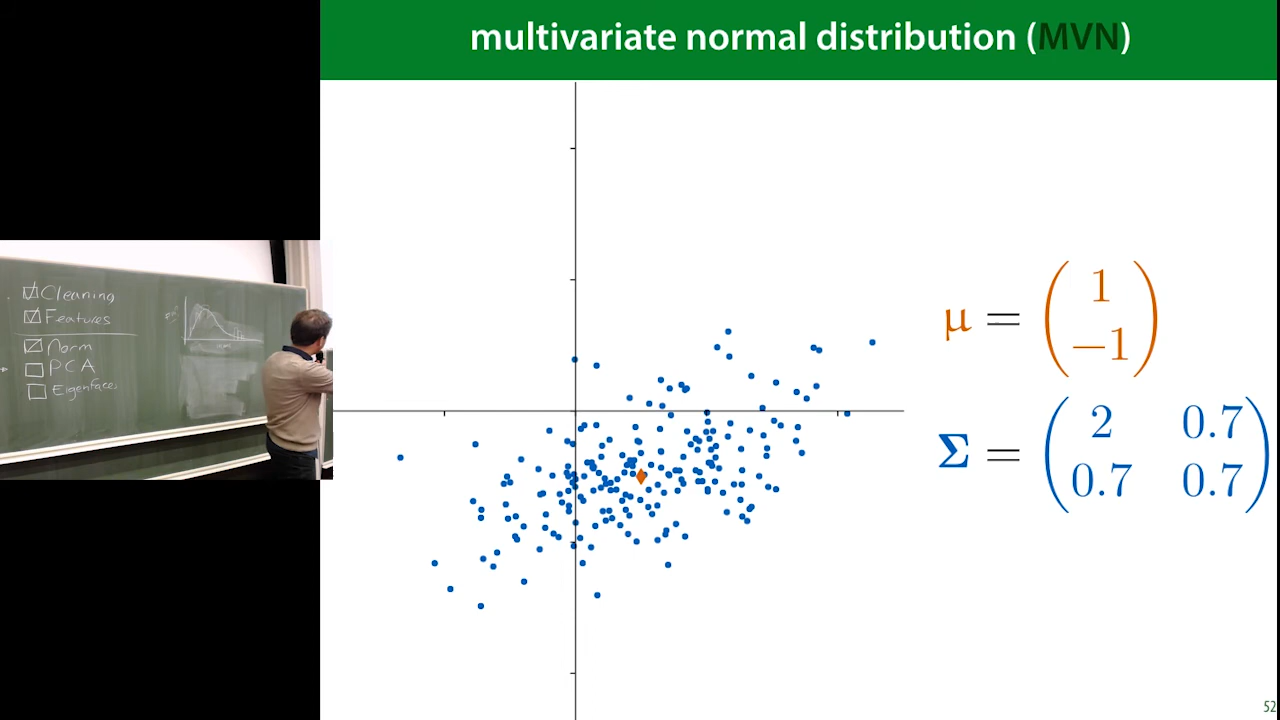 multivariate normal distribution (MVN)
Cleaning
Features
Norm
PCA
Eigenfaces
μ = (1
−1)
Σ = (2 0.7
0.7 0.7)
52